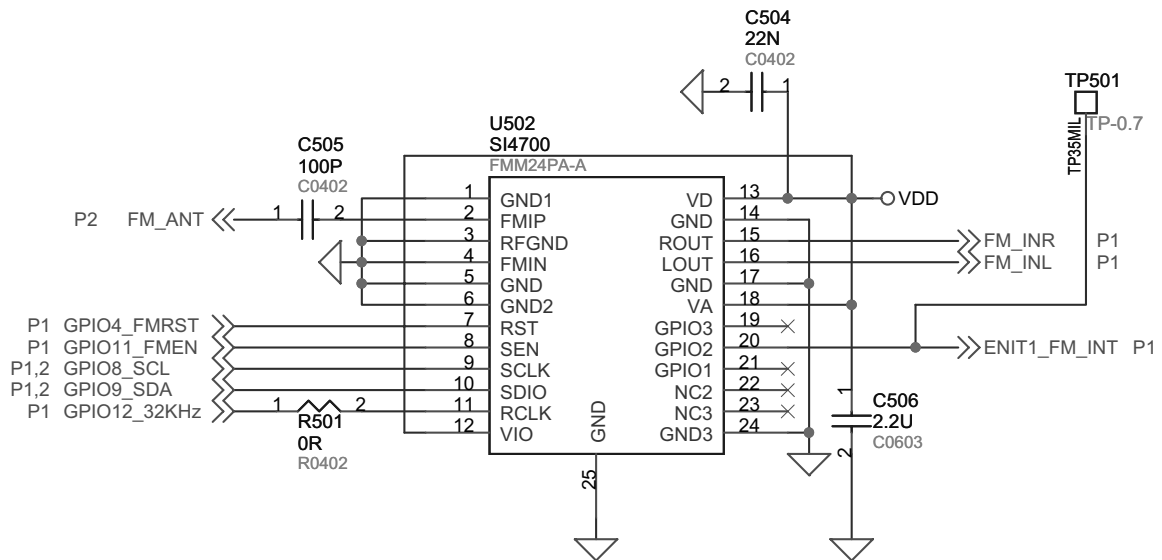 C504
22N
C0402
2 1
TP501
TP-0.7
TP35MIL
U502
SI4700
FMM24PA-A
C505
100P
C0402
P2 FM_ANT 1 2
1 GND1 VD 13 VDD
2 FMIP GND 14
3 RFGND ROUT 15 FM_INR P1
4 FMIN LOUT 16 FM_INL P1
5 GND GND 17
6 GND2 VA 18
P1 GPIO4_FMRST 7 RST GPIO3 19
P1 GPIO11_FMEN 8 SEN GPIO2 20 ENIT1_FM_INT P1
P1,2 GPIO8_SCL 9 SCLK GPIO1 21
P1,2 GPIO9_SDA 10 SDIO NC2 22
P1 GPIO12_32KHz 1 2 11 RCLK NC3 23
12 VIO GND3 24
R501
0R
R0402
GND
25
1
C506
2.2U
C0603
2